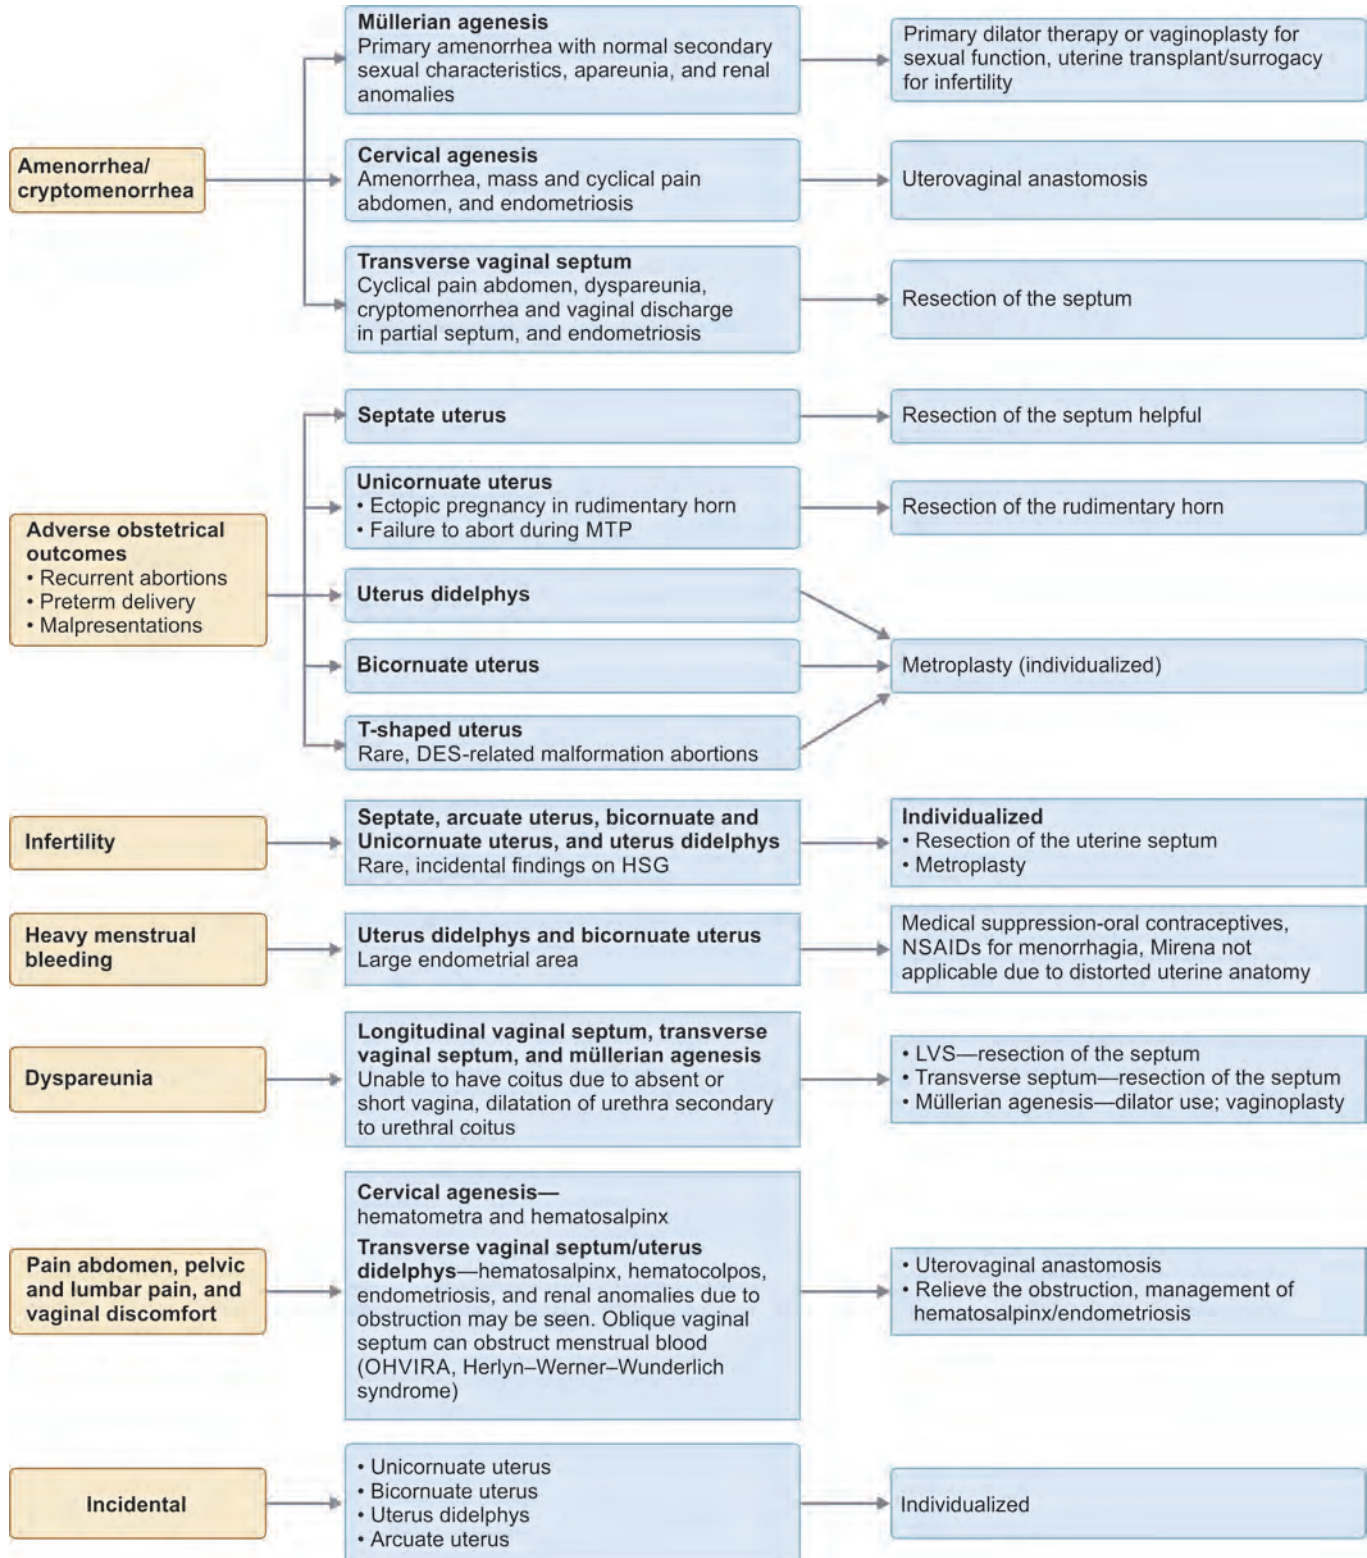 Amenorrhea/
cryptomenorrhea
Müllerian agenesis
Primary amenorrhea with normal secondary
sexual characteristics, apareunia, and renal
anomalies
Primary dilator therapy or vaginoplasty for
sexual function, uterine transplant/surrogacy
for infertility
Cervical agenesis
Amenorrhea, mass and cyclical pain
abdomen, and endometriosis
Uterovaginal anastomosis
Transverse vaginal septum
Cyclical pain abdomen, dyspareunia,
cryptomenorrhea and vaginal discharge
in partial septum, and endometriosis
Resection of the septum
Adverse obstetrical
outcomes
• Recurrent abortions
• Preterm delivery
• Malpresentations
Septate uterus
Resection of the septum helpful
Unicornuate uterus
• Ectopic pregnancy in rudimentary horn
• Failure to abort during MTP
Resection of the rudimentary horn
Uterus didelphys
Bicornuate uterus
T-shaped uterus
Rare, DES-related malformation abortions
Metroplasty (individualized)
Infertility
Septate, arcuate uterus, bicornuate and
Unicornuate uterus, and uterus didelphys
Rare, incidental findings on HSG
Individualized
• Resection of the uterine septum
• Metroplasty
Heavy menstrual
bleeding
Uterus didelphys and bicornuate uterus
Large endometrial area
Medical suppression-oral contraceptives,
NSAIDs for menorrhagia, Mirena not
applicable due to distorted uterine anatomy
Dyspareunia
Longitudinal vaginal septum, transverse
vaginal septum, and müllerian agenesis
Unable to have coitus due to absent or
short vagina, dilatation of urethra secondary
to urethral coitus
• LVS—resection of the septum
• Transverse septum—resection of the septum
• Müllerian agenesis—dilator use; vaginoplasty
Pain abdomen, pelvic
and lumbar pain, and
vaginal discomfort
Cervical agenesis—
hematometra and hematosalpinx
Transverse vaginal septum/uterus
didelphys—hematosalpinx, hematocolpos,
endometriosis, and renal anomalies due to
obstruction may be seen. Oblique vaginal
septum can obstruct menstrual blood
(OHVIRA, Herlyn–Werner–Wunderlich
syndrome)
• Uterovaginal anastomosis
• Relieve the obstruction, management of
hematosalpinx/endometriosis
Incidental
• Unicornuate uterus
• Bicornuate uterus
• Uterus didelphys
• Arcuate uterus
Individualized